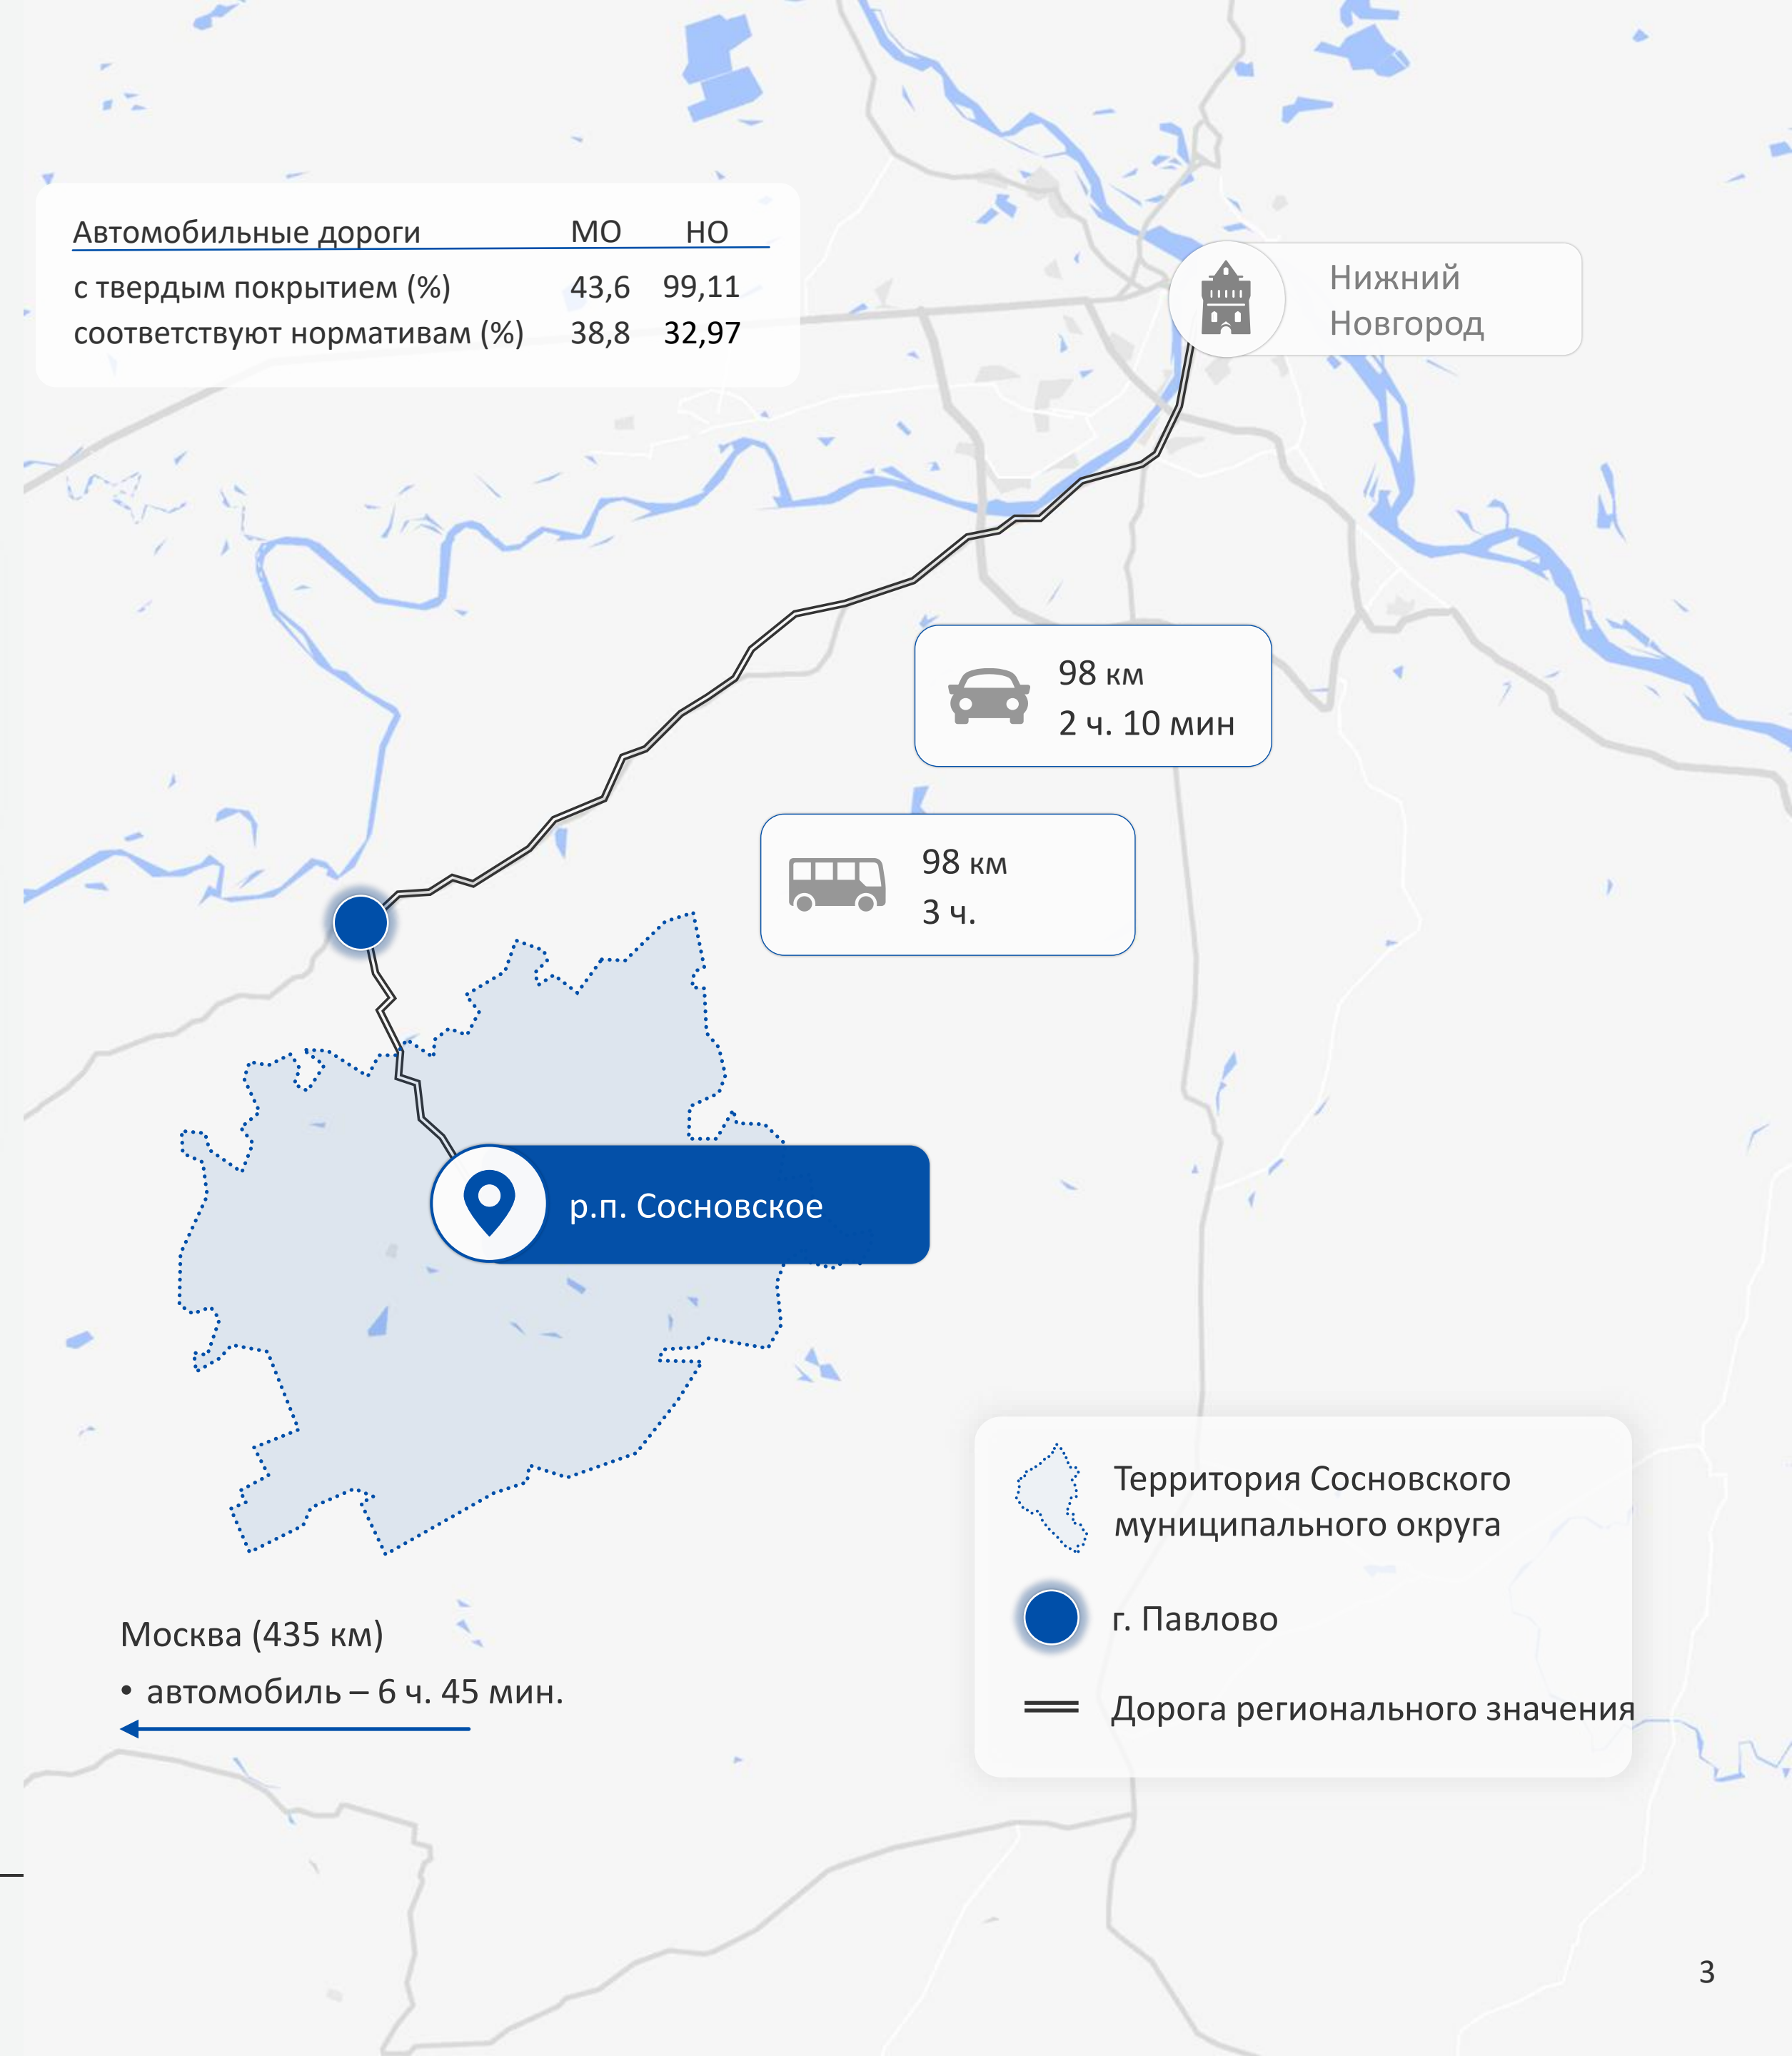 Автомобильные дороги МО НО
с твердым покрытием (%) 43,6 99,11
соответствуют нормативам (%) 38,8 32,97
Нижний
Новгород
98 км
2 ч. 10 мин
98 км
3 ч.
р.п. Сосновское
Территория Сосновского
муниципального округа
г. Павлово
Дорога регионального значения
Москва (435 км)
• автомобиль – 6 ч. 45 мин.
3